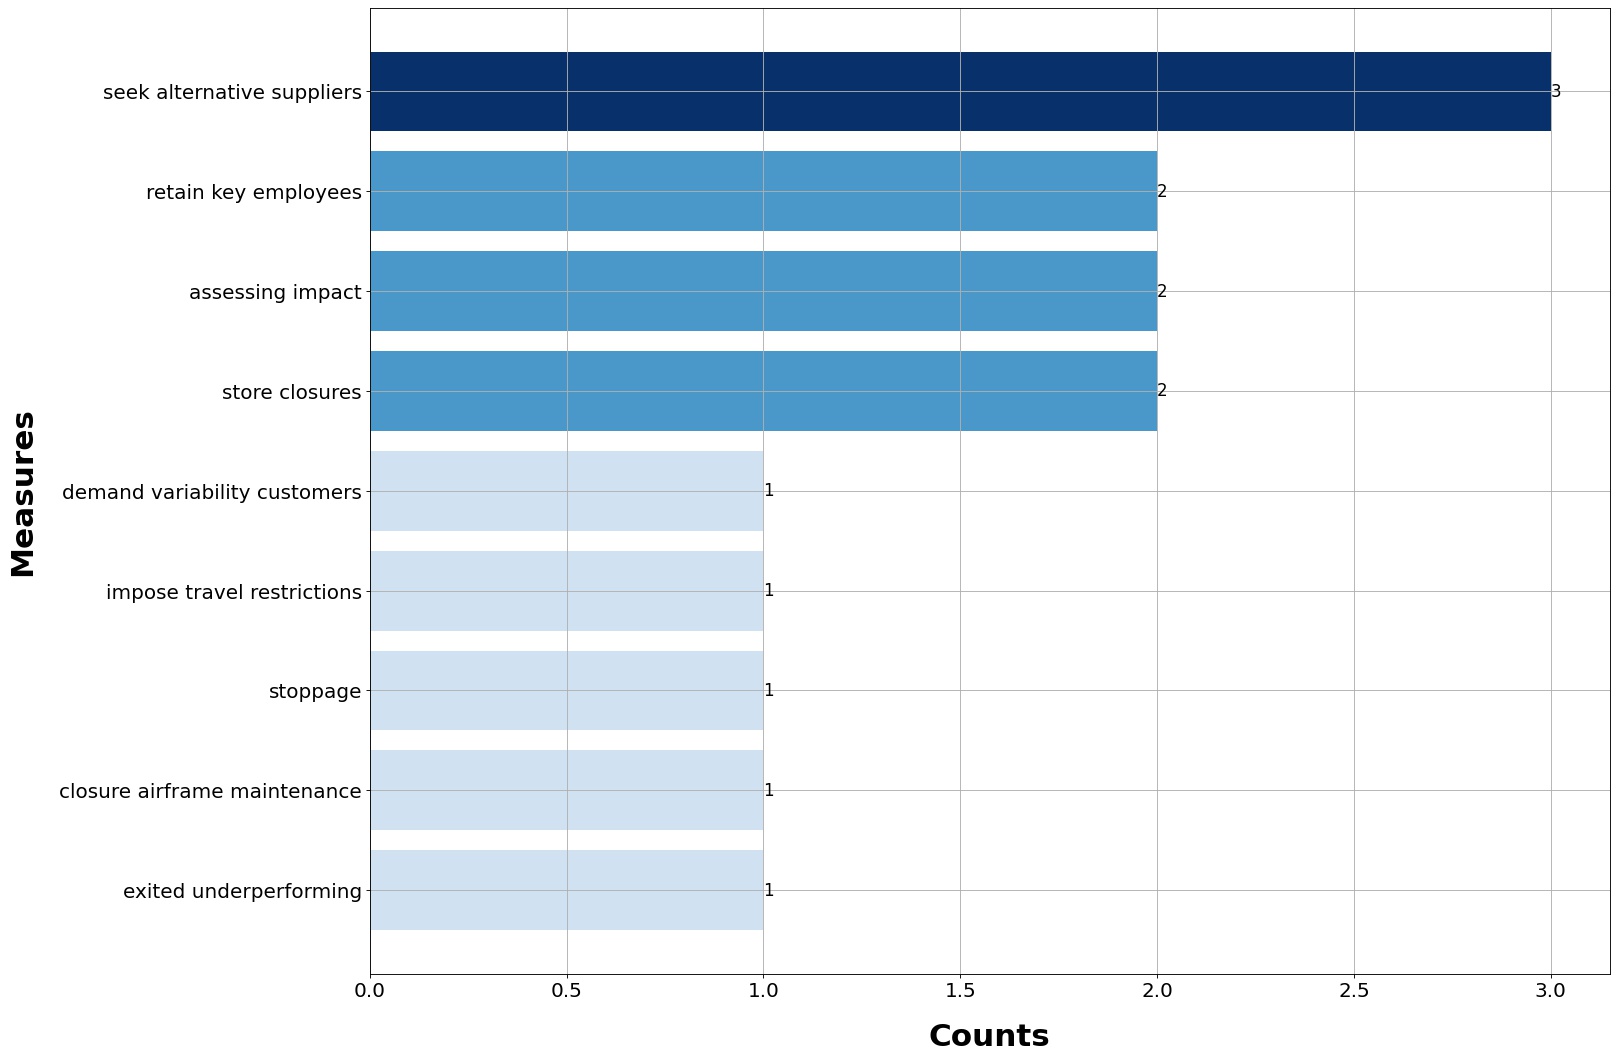 seek alternative suppliers 3
retain key employees 2
assessing impact 2
store closures 2
demand variability customers 1
impose travel restrictions 1
stoppage 1
closure airframe maintenance 1
exited underperforming 1
Measures
0.0 0.5 1.0 1.5 2.0 2.5 3.0
Counts